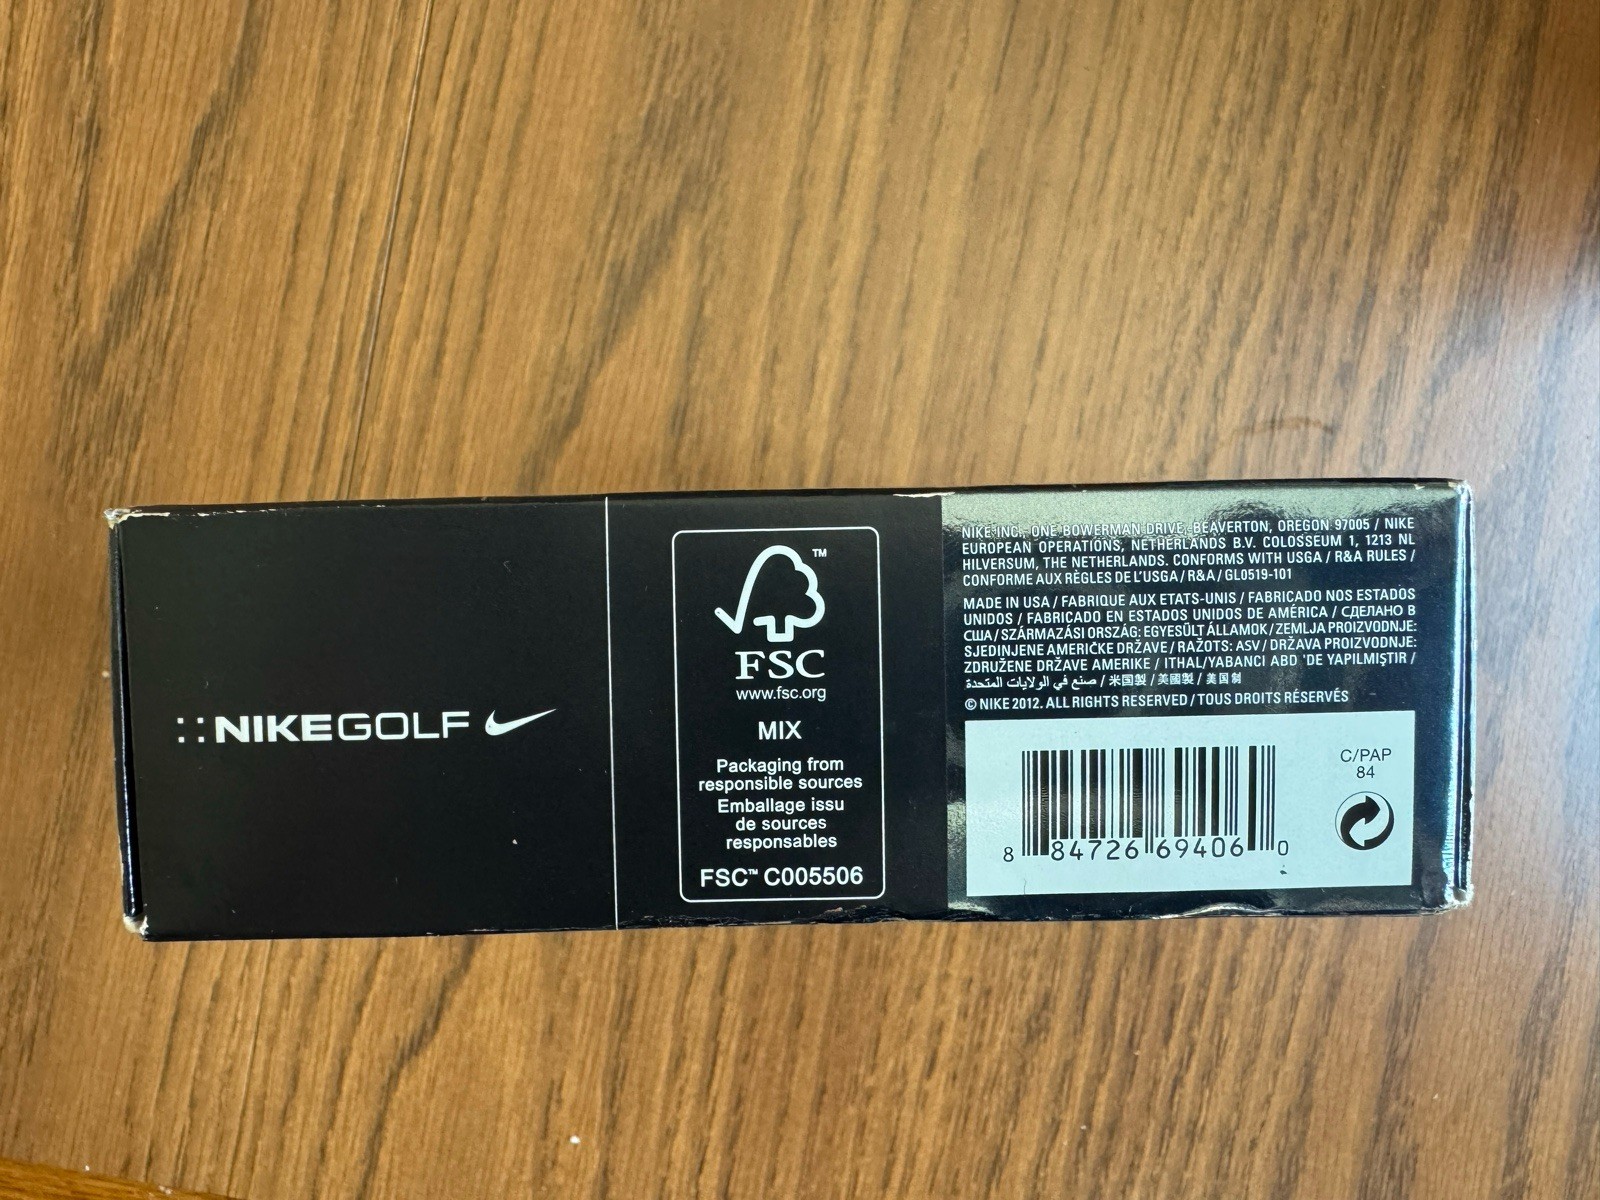 ::NIKEGOLF
™
FSC
www.fsc.org
MIX
Packaging from
responsible sources
Emballage issu
de sources
responsables
FSC™ C005506
NIKE INC., ONE BOWERMAN DRIVE, BEAVERTON, OREGON 97005 / NIKE
EUROPEAN OPERATIONS, NETHERLANDS B.V. COLOSSEUM 1, 1213 NL
HILVERSUM, THE NETHERLANDS. CONFORMS WITH USGA / R&A RULES /
CONFORME AUX RÈGLES DE L'USGA / R&A / GL0519-101
MADE IN USA / FABRIQUE AUX ETATS-UNIS / FABRICADO NOS ESTADOS
UNIDOS / FABRICADO EN ESTADOS UNIDOS DE AMÉRICA / СДЕЛАНО В
США / SZÁRMAZÁSI ORSZÁG: EGYESÜLT ÁLLAMOK / ZEMLJA PROIZVODNJE:
SJEDINJENE AMERIČKE DRŽAVE / RAŽOTS: ASV / DRŽAVA PROIZVODNJE:
ZDRUŽENE DRŽAVE AMERIKE / ITHAL/YABANCI ABD 'DE YAPILMIŞTIR /
صنع في الولايات المتحدة / 米国製 / 美國製 / 美国制
© NIKE 2012. ALL RIGHTS RESERVED / TOUS DROITS RÉSERVÉS
C/PAP
84
8 84726 69406 0